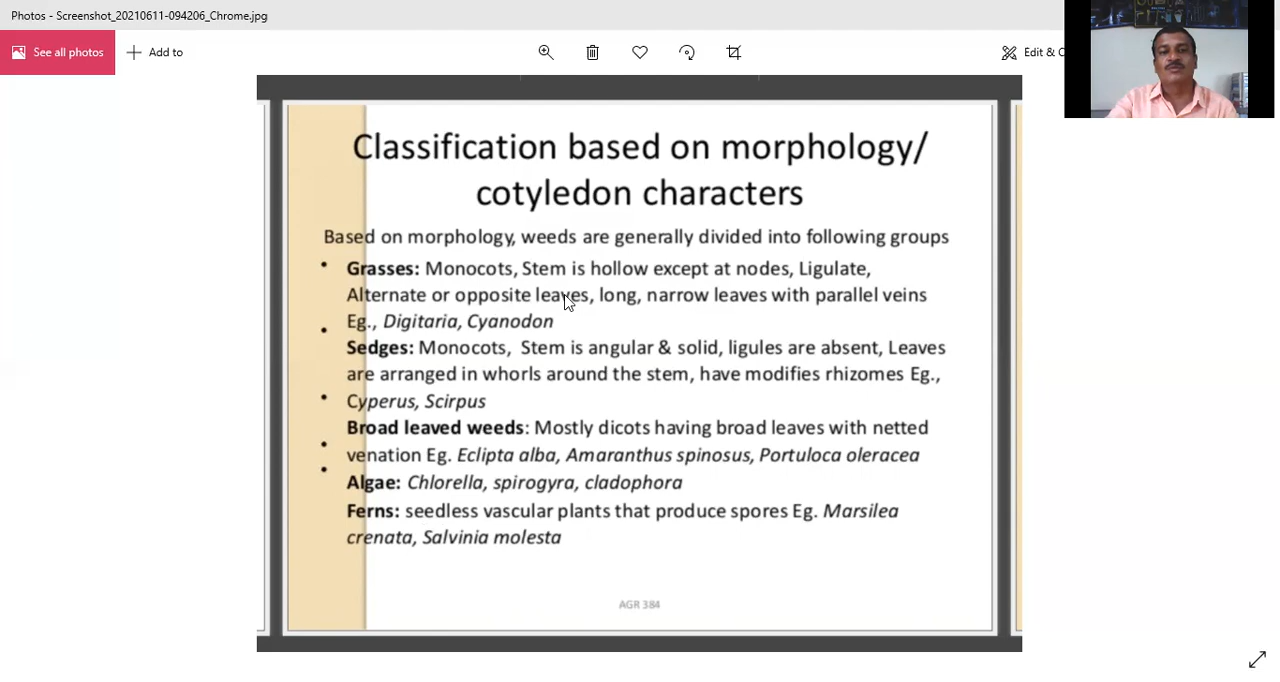 Photos - Screenshot_20210611-094206_Chrome.jpg
See all photos
Add to
Edit & C
Classification based on morphology/
cotyledon characters
Based on morphology, weeds are generally divided into following groups
• Grasses: Monocots, Stem is hollow except at nodes, Ligulate,
Alternate or opposite leaves, long, narrow leaves with parallel veins
Eg., Digitaria, Cyanodon
• Sedges: Monocots, Stem is angular & solid, ligules are absent, Leaves
are arranged in whorls around the stem, have modifies rhizomes Eg.,
Cyperus, Scirpus
• Broad leaved weeds: Mostly dicots having broad leaves with netted
venation Eg. Eclipta alba, Amaranthus spinosus, Portuloca oleracea
• Algae: Chlorella, spirogyra, cladophora
• Ferns: seedless vascular plants that produce spores Eg. Marsilea
crenata, Salvinia molesta
AGR 384